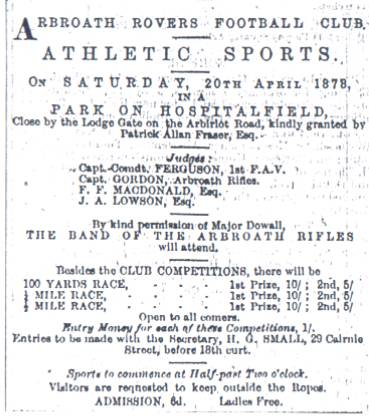 ARBROATH ROVERS FOOTBALL CLUB.
ATHLETIC SPORTS.
ON SATURDAY, 20TH APRIL 1878,
IN A
PARK ON HOSPITALFIELD,
Close by the Lodge Gate on the Arbirlot Road, kindly granted by
Patrick Allan Fraser, Esq.
Judges:
Capt.-Comdt. FERGUSON, 1st F.A.V.
Capt. GORDON, Arbroath Rifles.
F. F. MACDONALD, Esq.
J. A. LOWSON, Esq.
By kind permission of Major Dowall,
THE BAND OF THE ARBROATH RIFLES
will attend.
Besides the CLUB COMPETITIONS, there will be
100 YARDS RACE, - - - - 1st Prize, 10/; 2nd, 5/
MILE RACE, - - - - 1st Prize, 10/; 2nd, 5/
MILE RACE, - - - - 1st Prize, 10/; 2nd, 5/
Open to all comers.
Entry Money for each of these Competitions, 1/.
Entries to be made with the Secretary, H. G. SMALL, 29 Cairnie
Street, before 18th curt.
Sports to commence at Half-past Two o'clock.
Visitors are requested to keep outside the Ropes.
ADMISSION, 6d. Ladies Free.